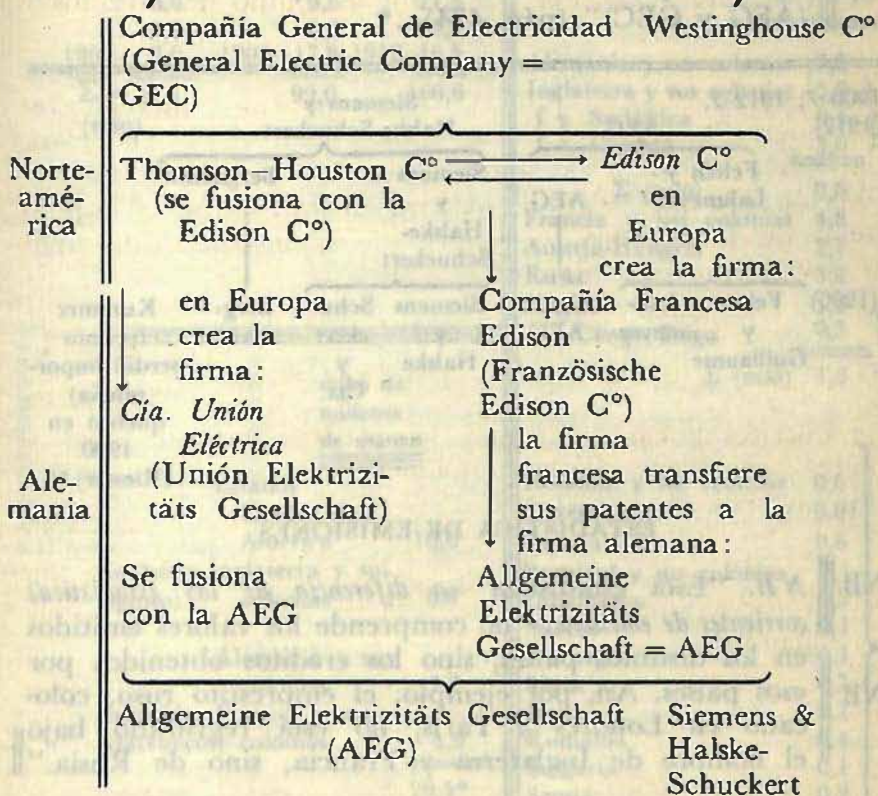 Compañía General de Electricidad Westinghouse C°
(General Electric Company =
GEC)
Norte-
amé-
rica
Thomson—Houston C°
(se fusiona con la
Edison C°)
Edison C°
en
Europa
crea la firma:
en Europa
crea la
firma:
Cía. Unión
Eléctrica
(Unión Elektrizi-
täts Gesellschaft)
Se fusiona
con la AEG
Compañía Francesa
Edison
(Französische
Edison C°)
la firma
francesa transfiere
sus patentes a la
firma alemana:
Allgemeine
Elektrizitäts
Gesellschaft = AEG
Ale-
mania
Allgemeine Elektrizitäts Gesellschaft
(AEG)
Siemens &
Halske-
Schuckert